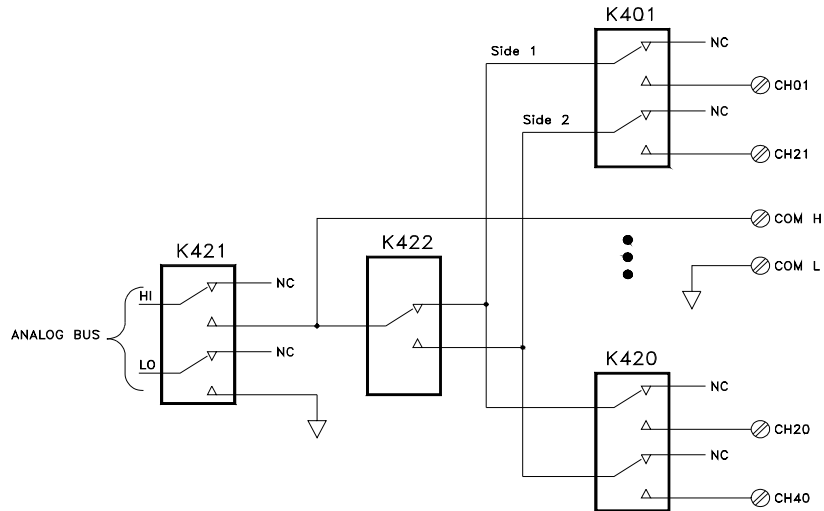 K401
Side 1
NC
CH01
NC
Side 2
CH21
COM H
K421
K422
NC
COM L
HI
ANALOG BUS
NC
LO
K420
NC
CH20
NC
CH40